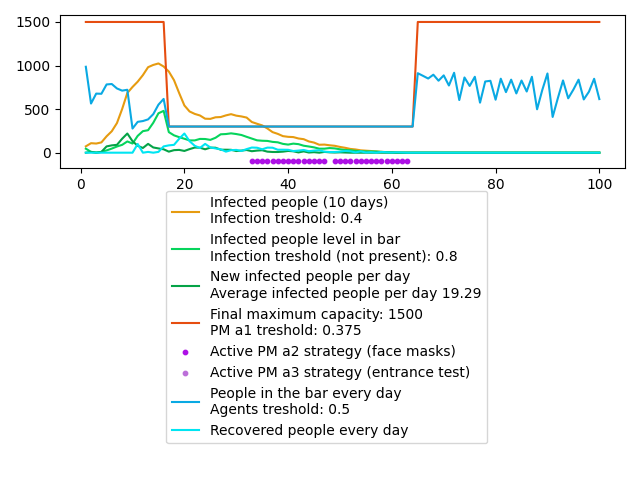 1500
1000
500
0
0
20
40
60
80
100
Infected people (10 days)
Infection treshold: 0.4
Infected people level in bar
Infection treshold (not present): 0.8
New infected people per day
Average infected people per day 19.29
Final maximum capacity: 1500
PM a1 treshold: 0.375
Active PM a2 strategy (face masks)
Active PM a3 strategy (entrance test)
People in the bar every day
Agents treshold: 0.5
Recovered people every day